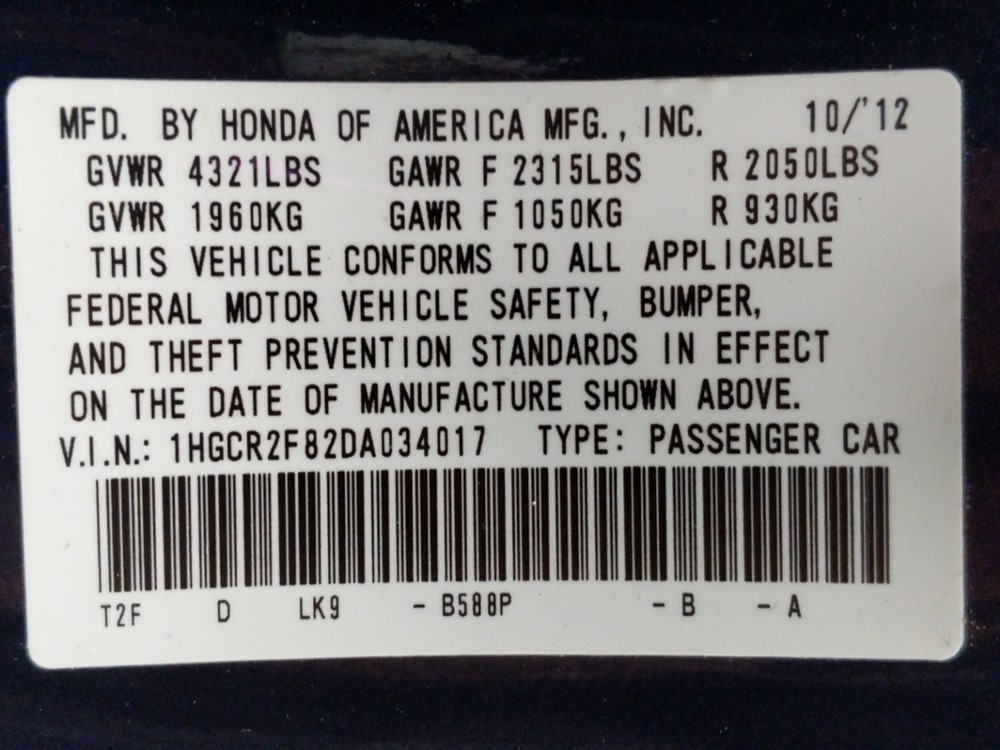 MFD. BY HONDA OF AMERICA MFG., INC. 10/'12
GVWR 4321LBS GAWR F 2315LBS R 2050LBS
GVWR 1960KG GAWR F 1050KG R 930KG
THIS VEHICLE CONFORMS TO ALL APPLICABLE
FEDERAL MOTOR VEHICLE SAFETY, BUMPER,
AND THEFT PREVENTION STANDARDS IN EFFECT
ON THE DATE OF MANUFACTURE SHOWN ABOVE.
V.I.N.: 1HGCR2F82DA034017 TYPE: PASSENGER CAR
T2F D LK9 - B588P - B - A